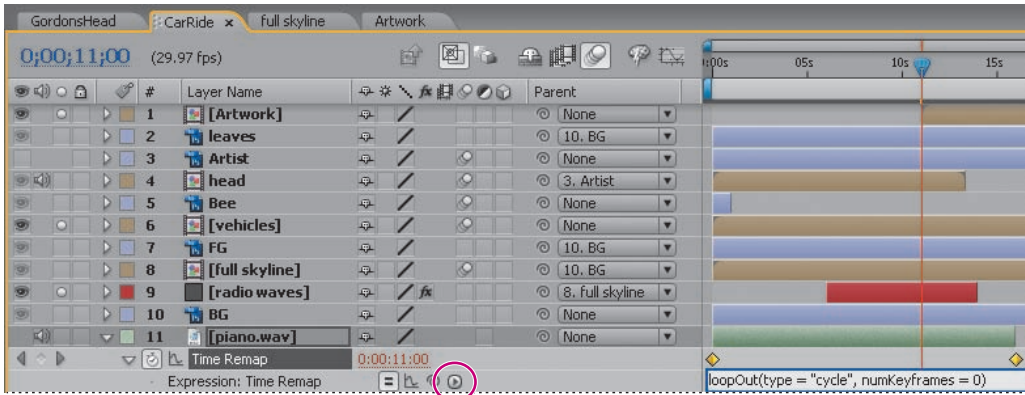 GordonsHead CarRide × full skyline Artwork
0;00;11;00 (29.97 fps)
:00s 05s 10s 15s
# Layer Name Parent
1 [Artwork] None
2 leaves 10. BG
3 Artist None
4 head 3. Artist
5 Bee None
6 [vehicles] None
7 FG 10. BG
8 [full skyline] 10. BG
9 [radio waves] fx 8. full skyline
10 BG None
11 [piano.wav] None
Time Remap 0:00:11:00
Expression: Time Remap loopOut(type = "cycle", numKeyframes = 0)